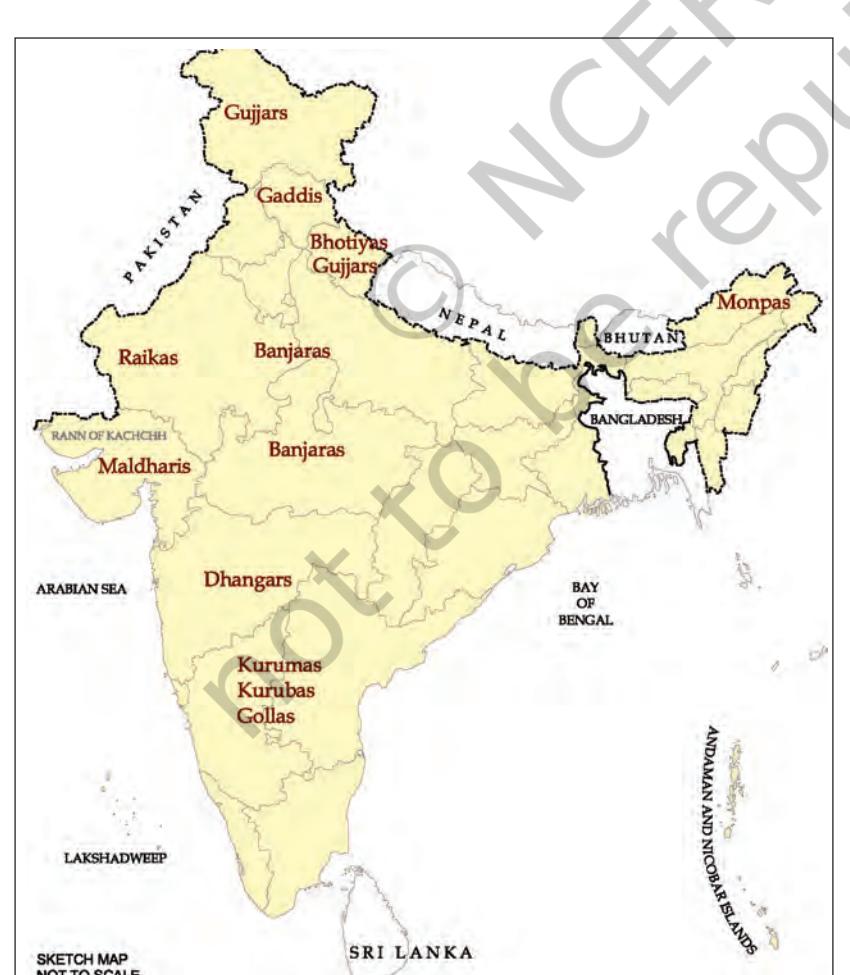 © NCER
not to be repu
Gujjars
Gaddis
PAKISTAN
Bhotiyas
Gujjars
NEPAL
Monpas
BHUTAN
Raikas
Banjaras
BANGLADESH
RANN OF KACHCHH
Maldharis
Banjaras
ARABIAN SEA
Dhangars
BAY
OF
BENGAL
Kurumas
Kurubas
Gollas
ANDAMAN AND NICOBAR ISLANDS
LAKSHADWEEP
SRI LANKA
SKETCH MAP
NOT TO SCALE